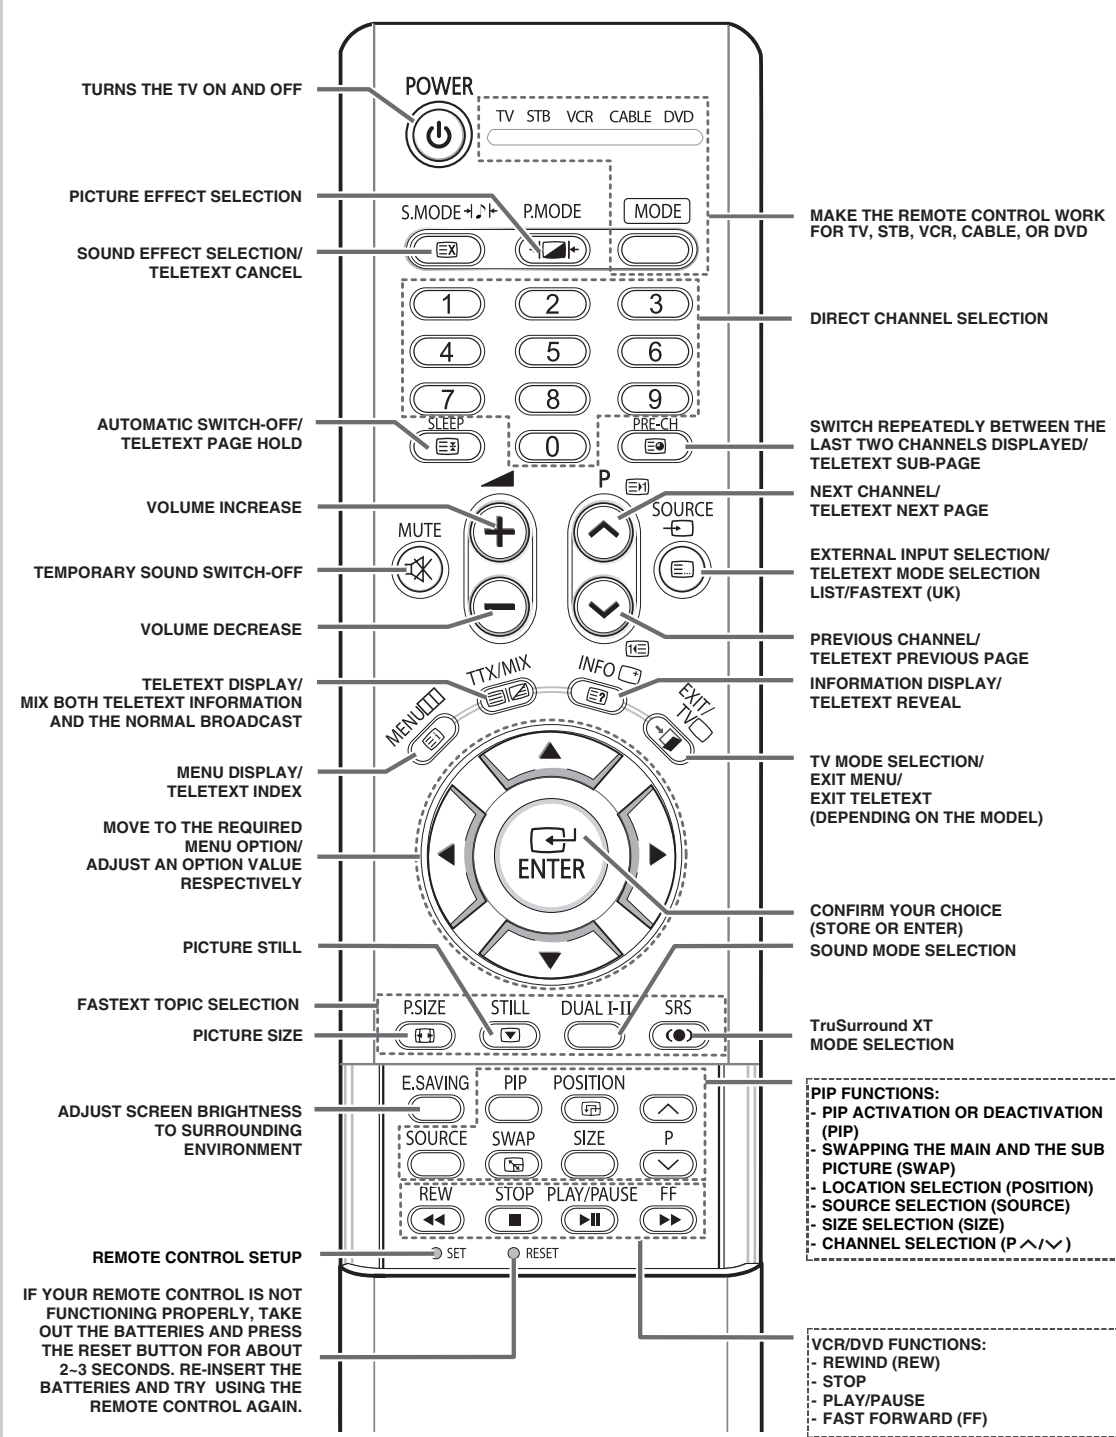 POWER
TURNS THE TV ON AND OFF
TV STB VCR CABLE DVD
PICTURE EFFECT SELECTION
S.MODE P.MODE MODE
MAKE THE REMOTE CONTROL WORK
FOR TV, STB, VCR, CABLE, OR DVD
SOUND EFFECT SELECTION/
TELETEXT CANCEL
1 2 3
DIRECT CHANNEL SELECTION
4 5 6
7 8 9
SLEEP PRE-CH
0
AUTOMATIC SWITCH-OFF/
TELETEXT PAGE HOLD
SWITCH REPEATEDLY BETWEEN THE
LAST TWO CHANNELS DISPLAYED/
TELETEXT SUB-PAGE
P
NEXT CHANNEL/
TELETEXT NEXT PAGE
VOLUME INCREASE
MUTE
SOURCE
TEMPORARY SOUND SWITCH-OFF
EXTERNAL INPUT SELECTION/
TELETEXT MODE SELECTION
LIST/FASTEXT (UK)
VOLUME DECREASE
PREVIOUS CHANNEL/
TELETEXT PREVIOUS PAGE
TTX/MIX INFO
TELETEXT DISPLAY/
MIX BOTH TELETEXT INFORMATION
AND THE NORMAL BROADCAST
INFORMATION DISPLAY/
TELETEXT REVEAL
MENU
EXIT/
TV
MENU DISPLAY/
TELETEXT INDEX
TV MODE SELECTION/
EXIT MENU/
EXIT TELETEXT
(DEPENDING ON THE MODEL)
MOVE TO THE REQUIRED
MENU OPTION/
ADJUST AN OPTION VALUE
RESPECTIVELY
ENTER
CONFIRM YOUR CHOICE
(STORE OR ENTER)
PICTURE STILL
SOUND MODE SELECTION
FASTEXT TOPIC SELECTION
P.SIZE STILL DUAL I-II SRS
PICTURE SIZE
TruSurround XT
MODE SELECTION
E.SAVING PIP POSITION
ADJUST SCREEN BRIGHTNESS
TO SURROUNDING
ENVIRONMENT
SOURCE SWAP SIZE P
PIP FUNCTIONS:
- PIP ACTIVATION OR DEACTIVATION
(PIP)
- SWAPPING THE MAIN AND THE SUB
PICTURE (SWAP)
- LOCATION SELECTION (POSITION)
- SOURCE SELECTION (SOURCE)
- SIZE SELECTION (SIZE)
- CHANNEL SELECTION (P ︿/﹀ )
REW STOP PLAY/PAUSE FF
REMOTE CONTROL SETUP
SET RESET
IF YOUR REMOTE CONTROL IS NOT
FUNCTIONING PROPERLY, TAKE
OUT THE BATTERIES AND PRESS
THE RESET BUTTON FOR ABOUT
2~3 SECONDS. RE-INSERT THE
BATTERIES AND TRY USING THE
REMOTE CONTROL AGAIN.
VCR/DVD FUNCTIONS:
- REWIND (REW)
- STOP
- PLAY/PAUSE
- FAST FORWARD (FF)